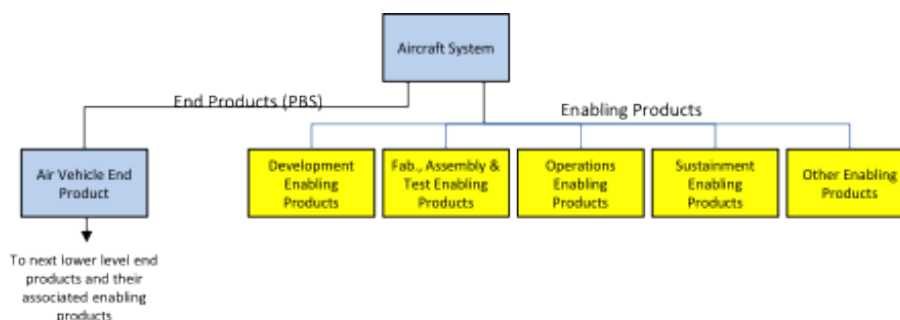 Aircraft System
End Products (PBS)
Enabling Products
Air Vehicle End
Product
Development
Enabling
Products
Fab., Assembly &
Test Enabling
Products
Operations
Enabling
Products
Sustainment
Enabling
Products
Other Enabling
Products
To next lower level end
products and their
associated enabling
products